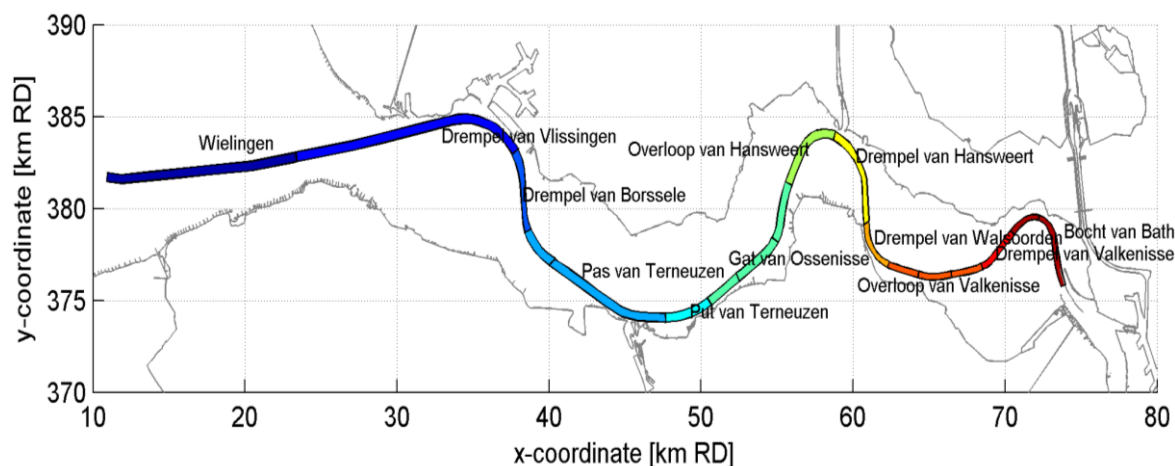 390
385
380
375
370
y-coordinate [km RD]
Wielingen
Drempel van Vlissingen
Drempel van Borssele
Pas van Terneuzen
Put van Terneuzen
Gat van Ossenisse
Overloop van Hansweert
Drempel van Hansweert
Drempel van Walsoorden
Overloop van Valkenisse
Drempel van Valkenisse
Bocht van Bath
10 20 30 40 50 60 70 80
x-coordinate [km RD]